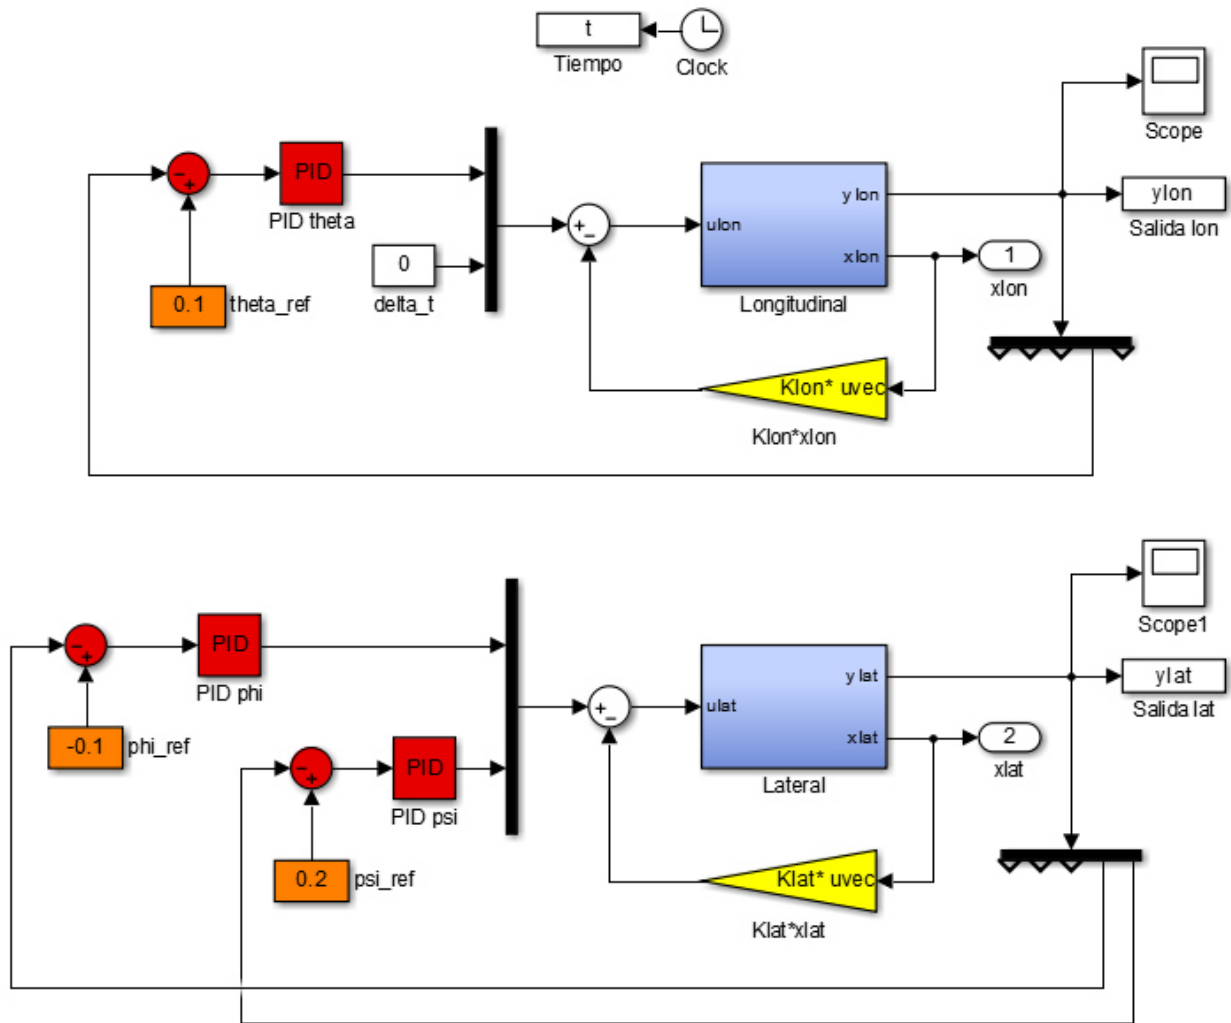 t
Tiempo
Clock
Scope
PID
PID theta
0.1
theta_ref
0
delta_t
+
-
ulon
y lon
x lon
Longitudinal
ylon
Salida lon
1
xlon
Klon* uvec
Klon*xlon
Scope1
PID
PID phi
-0.1
phi_ref
PID
PID psi
0.2
psi_ref
ulat
y lat
x lat
Lateral
ylat
Salida lat
2
xlat
Klat* uvec
Klat*xlat